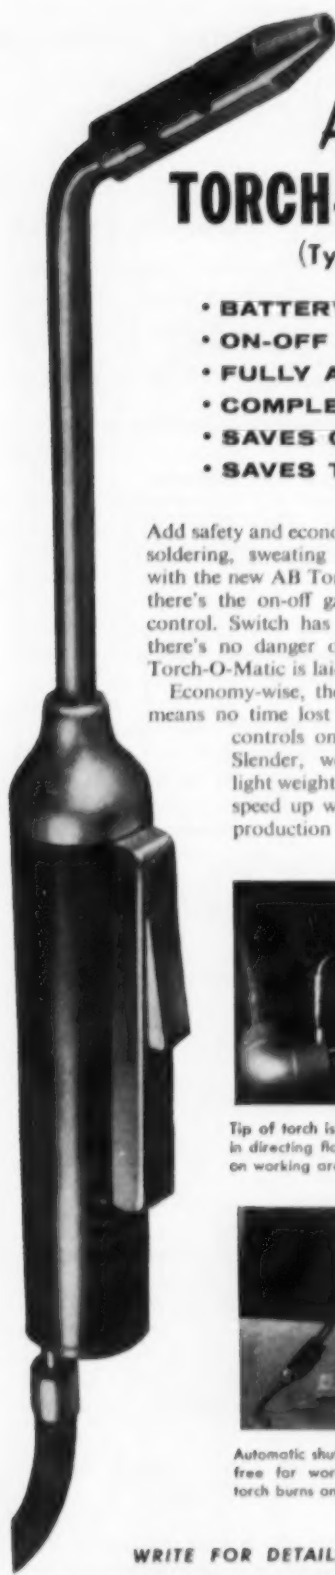 TORCH-
(Ty
• BATTERY
• ON-OFF
• FULLY A
• COMPLE
• SAVES
• SAVES T
Add safety and econo
soldering, sweating
with the new AB Tor
there's the on-off ga
control. Switch has
there's no danger o
Torch-O-Matic is lai
Economy-wise, the
means no time lost
controls on
Slender, we
light weight
speed up w
production
Tip of torch is
in directing fla
on working are
Automatic shu
free for wor
torch burns on
WRITE FOR DETAIL